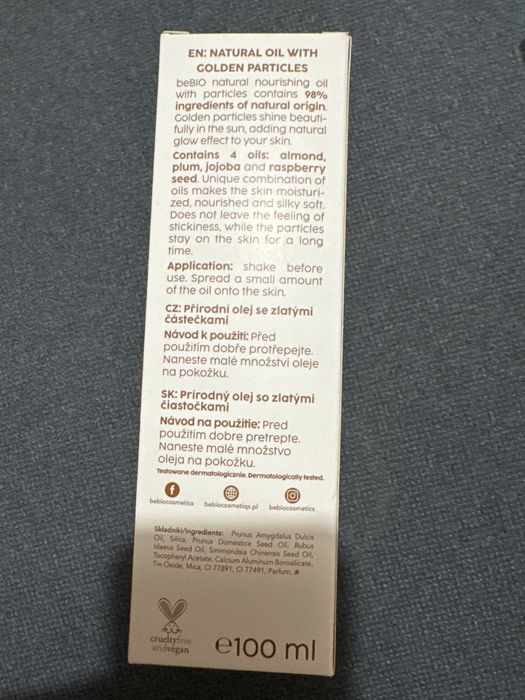 EN: NATURAL OIL WITH
GOLDEN PARTICLES
beBIO natural nourishing oil
with particles contains 98%
ingredients of natural origin.
Golden particles shine beauti-
fully in the sun, adding natural
glow effect to your skin.
Contains 4 oils: almond,
plum, jojoba and raspberry
seed. Unique combination of
oils makes the skin moisturi-
zed, nourished and silky soft.
Does not leave the feeling of
stickiness, while the particles
stay on the skin for a long
time.
Application: shake before
use. Spread a small amount
of the oil onto the skin.
CZ: Přírodní olej se zlatými
částečkami
Návod k použití: Před
použitím dobře protřepejte.
Naneste malé množství oleje
na pokožku.
SK: Prírodný olej so zlatými
čiastočkami
Návod na použitie: Pred
použitím dobre pretrepte.
Naneste malé množstvo
oleja na pokožku.
Testowane dermatologicznie. Dermatologically tested.
bebiocosmetics
bebiocosmetiqs.pl
bebiocosmetics
Składniki/Ingredients: Prunus Amygdalus Dulcis
Oil, Silica, Prunus Domestica Seed Oil, Rubus
Idaeus Seed Oil, Simmondsia Chinensis Seed Oil,
Tocopheryl Acetate, Calcium Aluminum Borosilicate,
Tin Oxide, Mica, CI 77891, CI 77491, Parfum.
crueltyfree
andvegan
℮100 ml